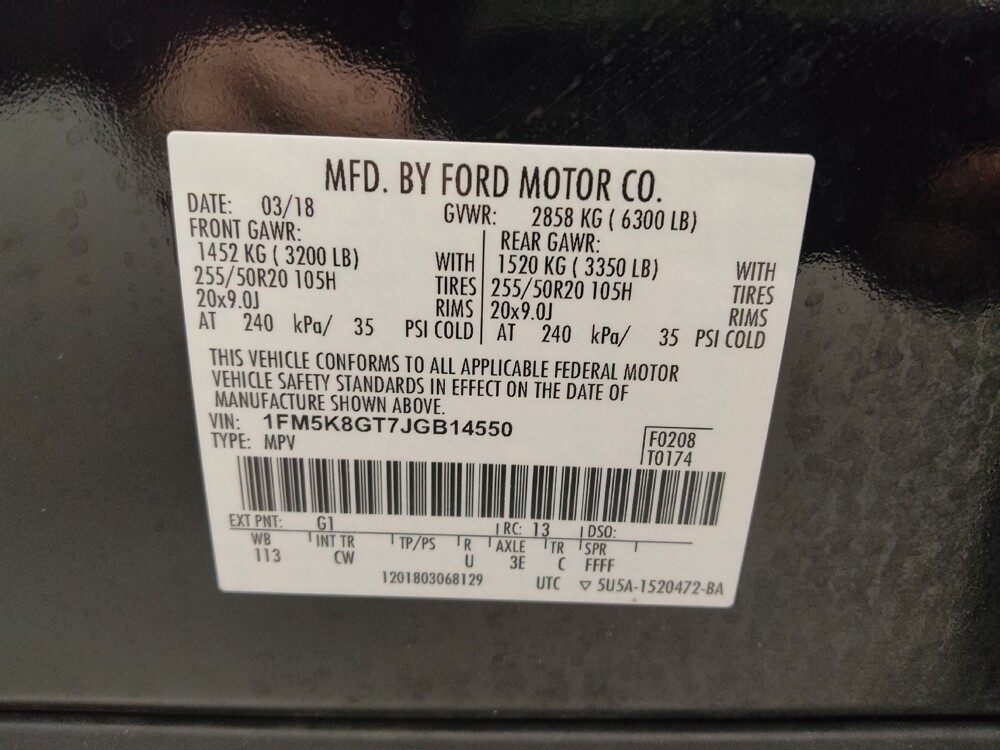 MFD. BY FORD MOTOR CO.
DATE: 03/18 GVWR: 2858 KG ( 6300 LB)
FRONT GAWR: REAR GAWR:
1452 KG ( 3200 LB) WITH 1520 KG ( 3350 LB) WITH
255/50R20 105H TIRES 255/50R20 105H TIRES
20x9.0J RIMS 20x9.0J RIMS
AT 240 kPa/ 35 PSI COLD AT 240 kPa/ 35 PSI COLD
THIS VEHICLE CONFORMS TO ALL APPLICABLE FEDERAL MOTOR
VEHICLE SAFETY STANDARDS IN EFFECT ON THE DATE OF
MANUFACTURE SHOWN ABOVE.
VIN: 1FM5K8GT7JGB14550
TYPE: MPV F0208
T0174
EXT PNT: G1 RC: 13 DSO:
WB INT TR TP/PS R AXLE TR SPR
113 CW U 3E C FFFF
1201803068129 UTC ▽ 5U5A-1520472-BA